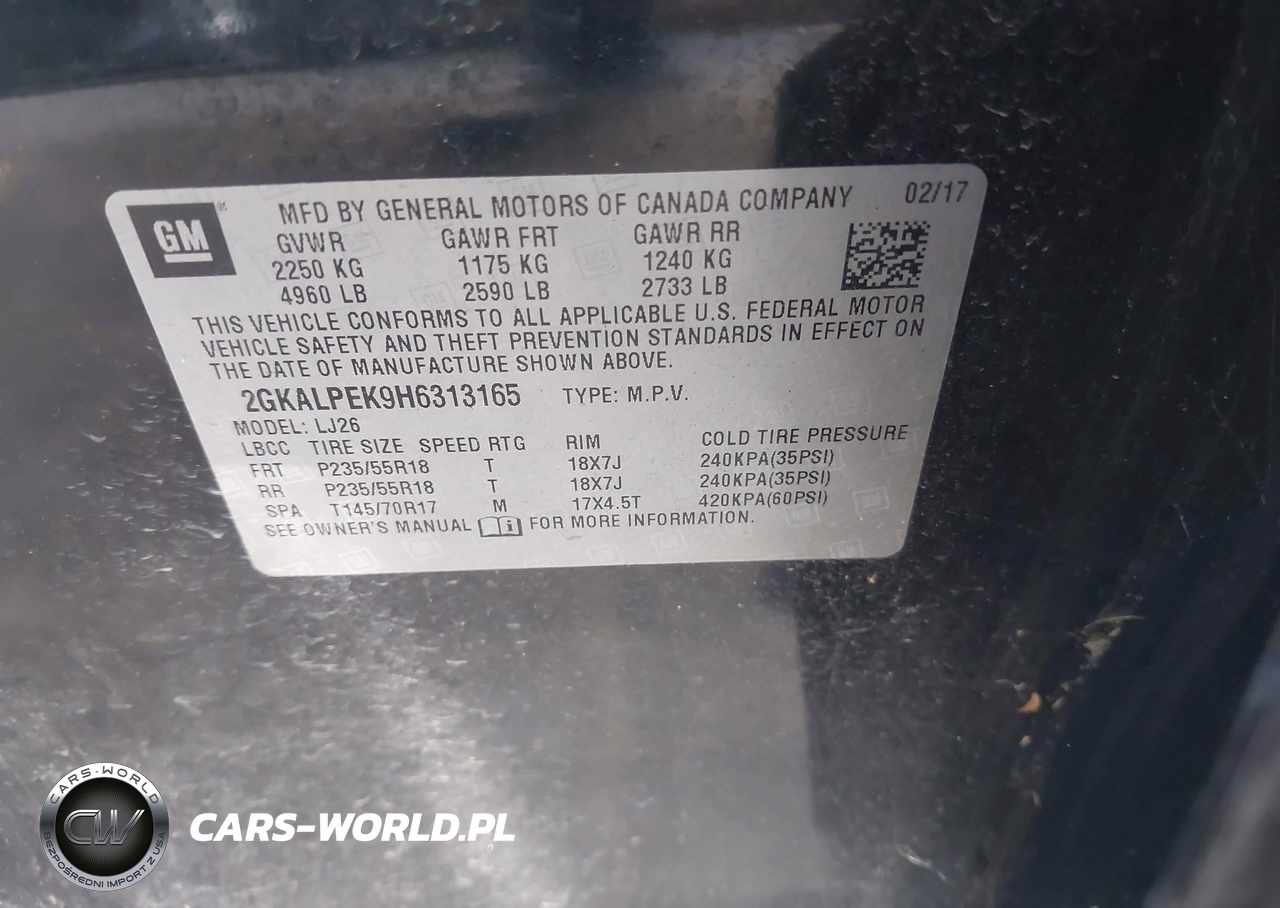 GM®
MFD BY GENERAL MOTORS OF CANADA COMPANY 02/17
GVWR GAWR FRT GAWR RR
2250 KG 1175 KG 1240 KG
4960 LB 2590 LB 2733 LB
THIS VEHICLE CONFORMS TO ALL APPLICABLE U.S. FEDERAL MOTOR
VEHICLE SAFETY AND THEFT PREVENTION STANDARDS IN EFFECT ON
THE DATE OF MANUFACTURE SHOWN ABOVE.
2GKALPEK9H6313165 TYPE: M.P.V.
MODEL: LJ26
LBCC TIRE SIZE SPEED RTG RIM COLD TIRE PRESSURE
FRT P235/55R18 T 18X7J 240KPA(35PSI)
RR P235/55R18 T 18X7J 240KPA(35PSI)
SPA T145/70R17 M 17X4.5T 420KPA(60PSI)
SEE OWNER'S MANUAL i FOR MORE INFORMATION.
CARS-WORLD
CW
BEZPOŚREDNI IMPORT Z USA
CARS-WORLD.PL